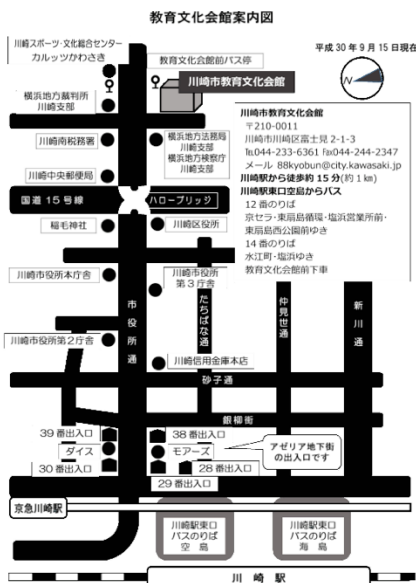 教育文化会館案内図
平成 30 年 9 月 15 日現在
川崎スポーツ・文化総合センター
カルッツかわさき
教育文化会館前バス停
川崎市教育文化会館
N
横浜地方裁判所
川崎支部
川崎南税務署
横浜地方法務局
川崎支部
横浜地方検察庁
川崎支部
川崎中央郵便局
川崎市教育文化会館
〒210-0011
川崎市川崎区富士見 2-1-3
℡044-233-6361 ℻044-244-2347
メール 88kyobun@city.kawasaki.jp
川崎駅から徒歩約 15 分(約 1 ㎞)
川崎駅東口空島からバス
12 番のりば
京セラ・東扇島循環・塩浜営業所前・
東扇島西公園前ゆき
14 番のりば
水江町・塩浜ゆき
教育文化会館前下車
国道 15 号線
ハローブリッジ
稲毛神社
川崎区役所
川崎市役所本庁舎
川崎市役所
第3庁舎
市役所通
たちばな通
仲見世通
新川通
川崎市役所第2庁舎
川崎信用金庫本店
砂子通
銀柳街
39 番出入口
38 番出入口
ダイス
モアーズ
アゼリア地下街
の出入口です
30 番出入口
28 番出入口
29 番出入口
京急川崎駅
川崎駅東口
バスのりば
空島
川崎駅東口
バスのりば
海島
川崎駅